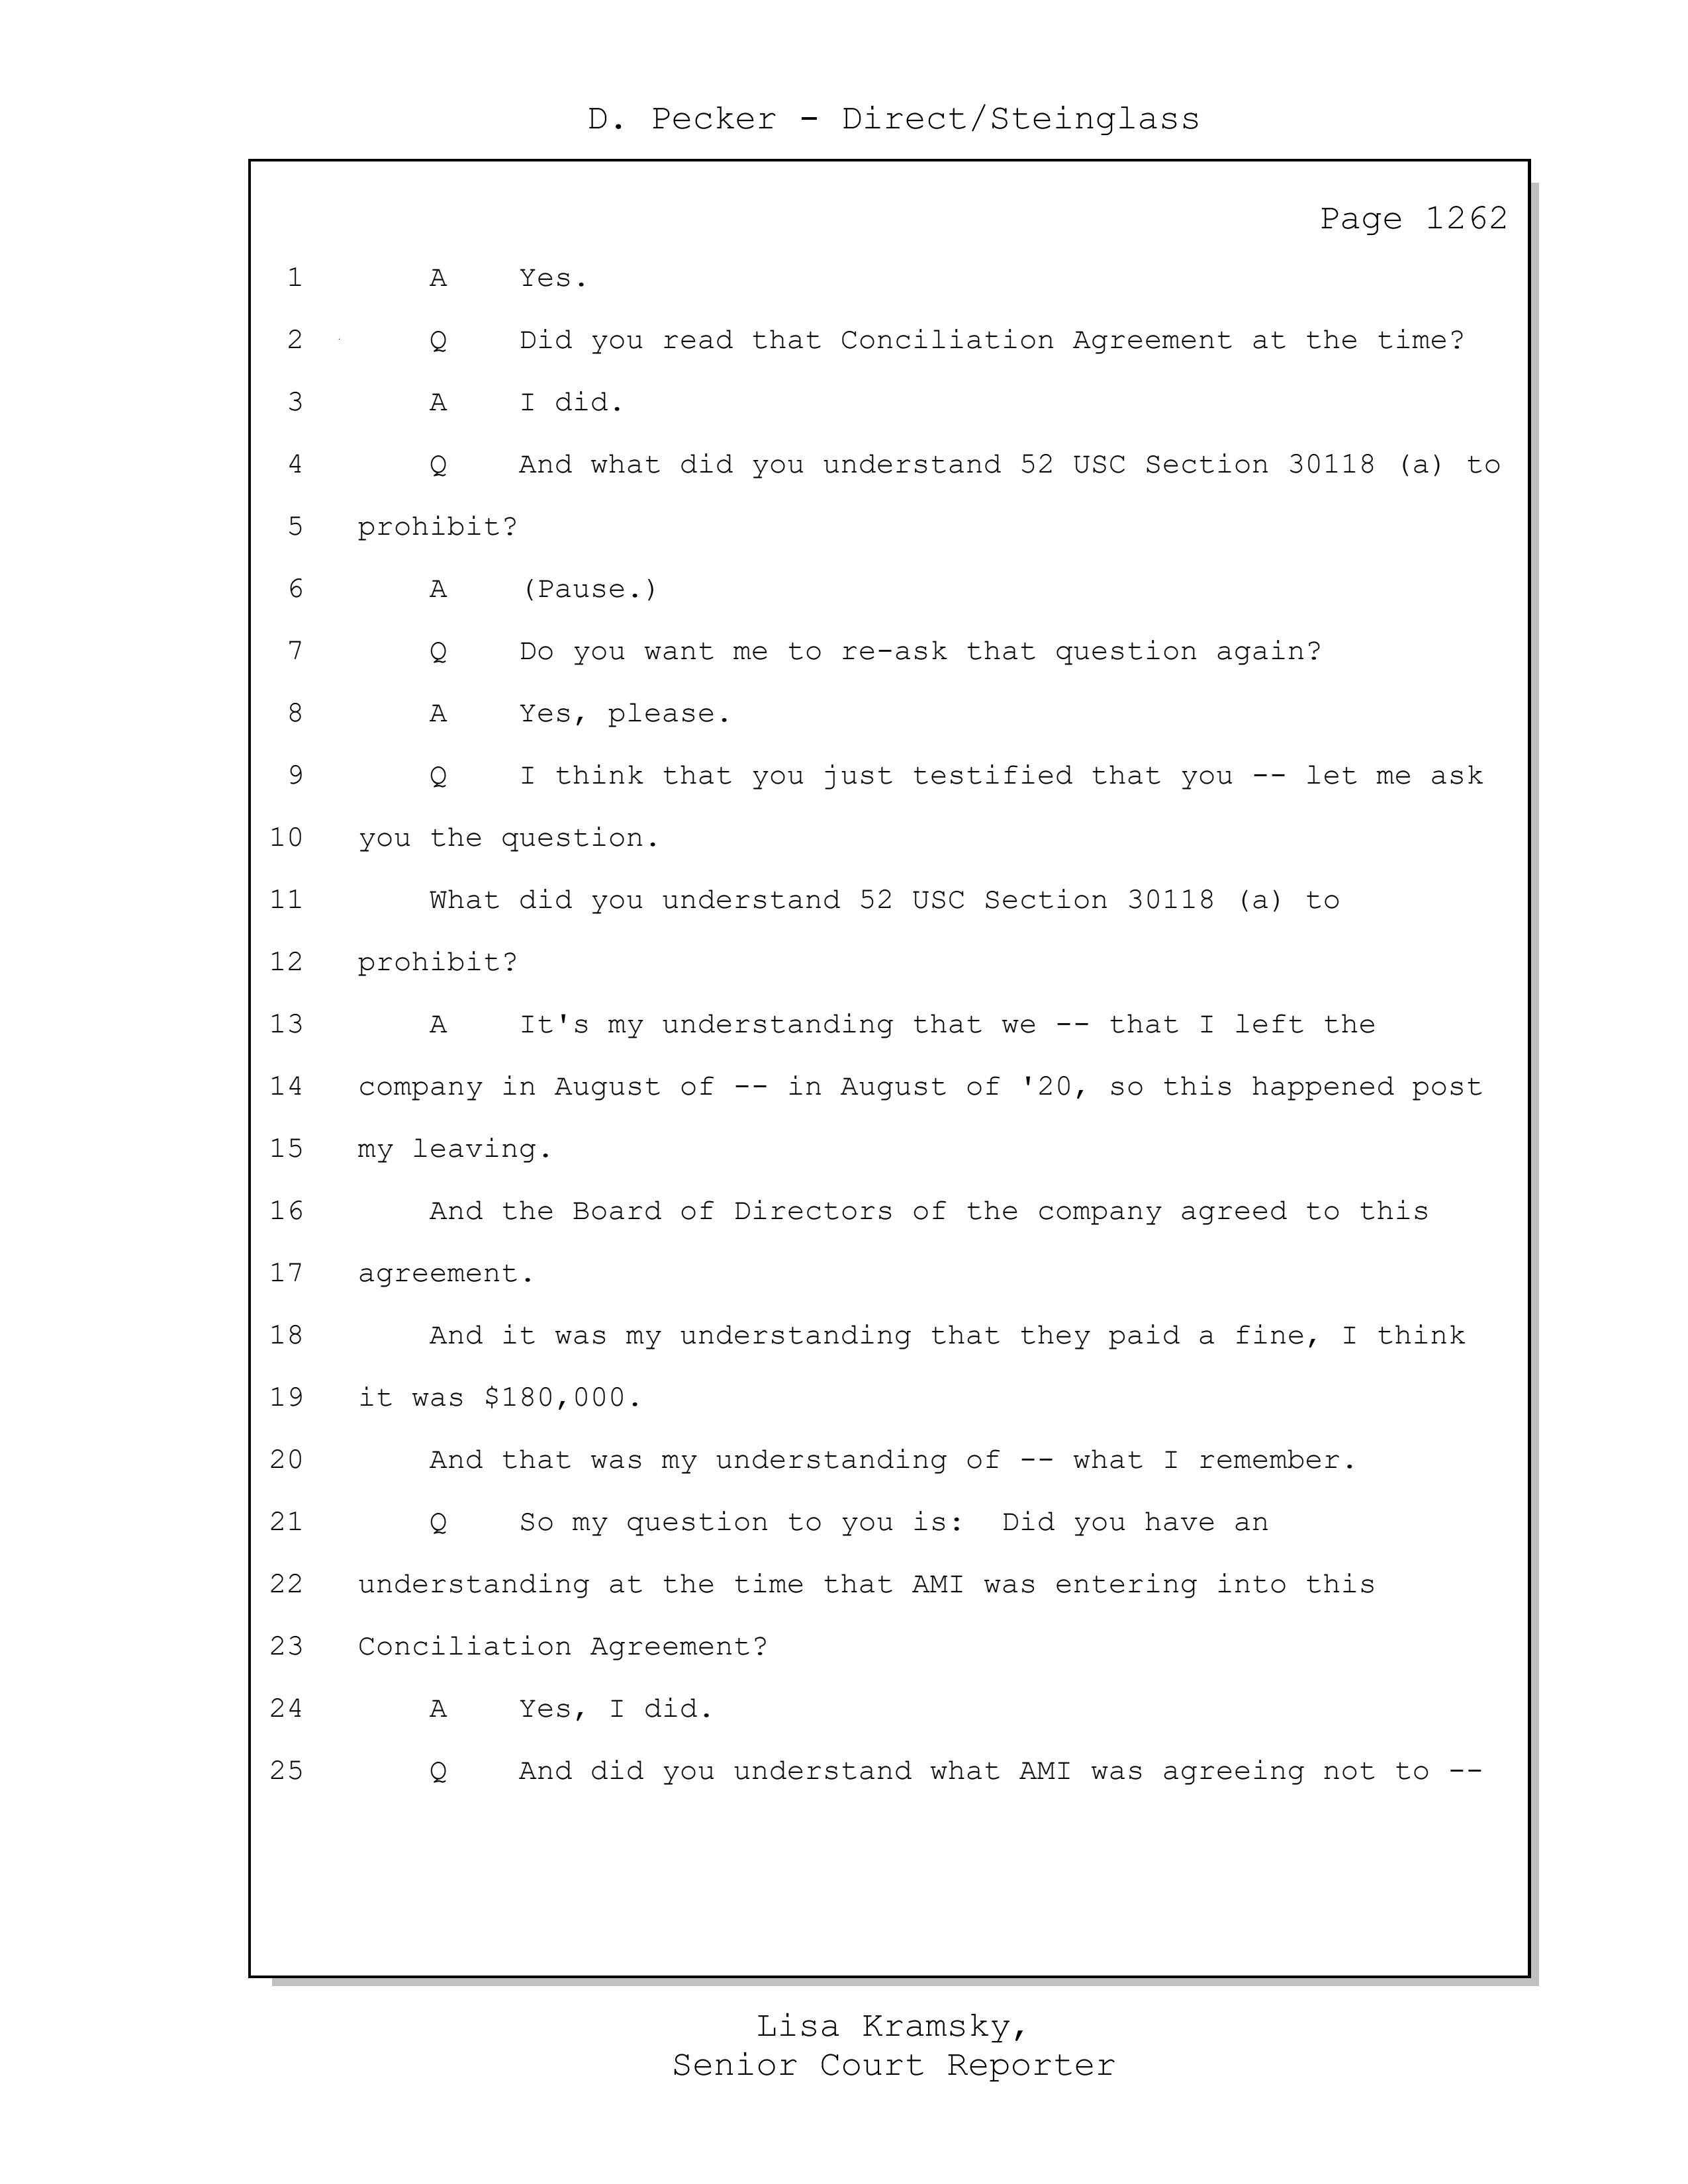 D. Pecker - Direct/Steinglass
Page 1262
1 A Yes.
2 Q Did you read that Conciliation Agreement at the time?
3 A I did.
4 Q And what did you understand 52 USC Section 30118 (a) to
5 prohibit?
6 A (Pause.)
7 Q Do you want me to re-ask that question again?
8 A Yes, please.
9 Q I think that you just testified that you -- let me ask
10 you the question.
11 What did you understand 52 USC Section 30118 (a) to
12 prohibit?
13 A It's my understanding that we -- that I left the
14 company in August of -- in August of '20, so this happened post
15 my leaving.
16 And the Board of Directors of the company agreed to this
17 agreement.
18 And it was my understanding that they paid a fine, I think
19 it was $180,000.
20 And that was my understanding of -- what I remember.
21 Q So my question to you is: Did you have an
22 understanding at the time that AMI was entering into this
23 Conciliation Agreement?
24 A Yes, I did.
25 Q And did you understand what AMI was agreeing not to --
Lisa Kramsky,
Senior Court Reporter